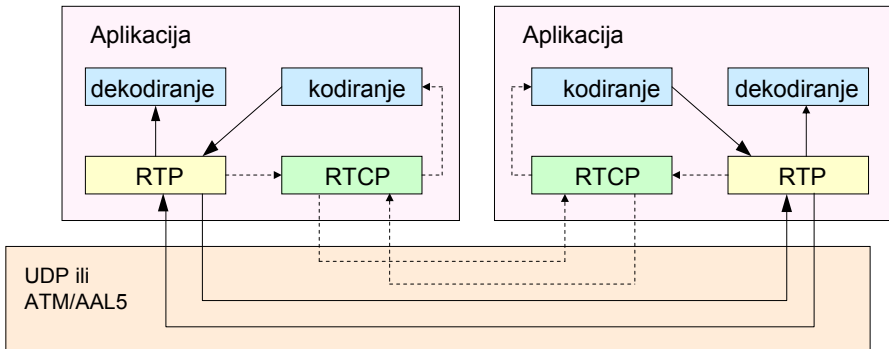 Aplikacija
Aplikacija
dekodiranje
kodiranje
kodiranje
dekodiranje
RTP
RTCP
RTCP
RTP
UDP ili
ATM/AAL5